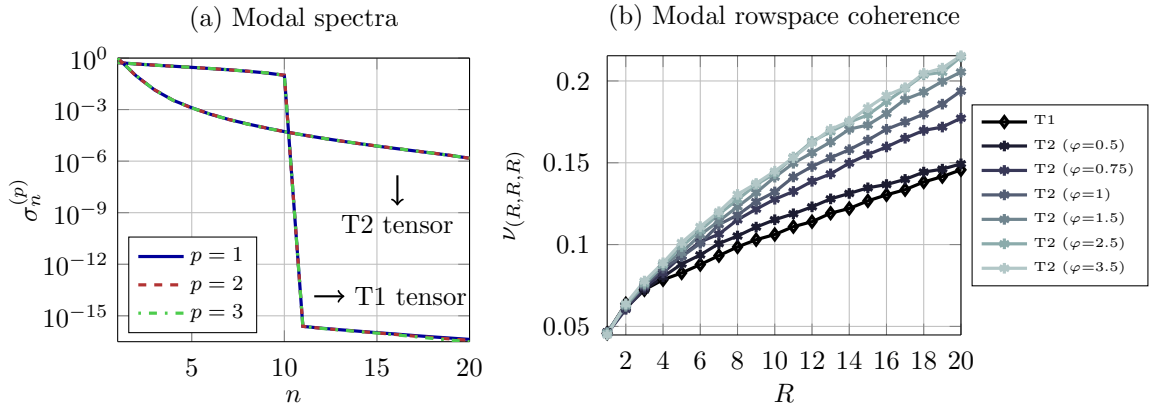 (a) Modal spectra
10^0
10^−3
10^−6
10^−9
10^−12
10^−15
σ_n^(p)
T2 tensor
T1 tensor
p = 1
p = 2
p = 3
5 10 15 20
n
(b) Modal rowspace coherence
0.2
0.15
0.1
0.05
ν_(R,R,R)
2 4 6 8 10 12 14 16 18 20
R
T1
T2 (φ=0.5)
T2 (φ=0.75)
T2 (φ=1)
T2 (φ=1.5)
T2 (φ=2.5)
T2 (φ=3.5)